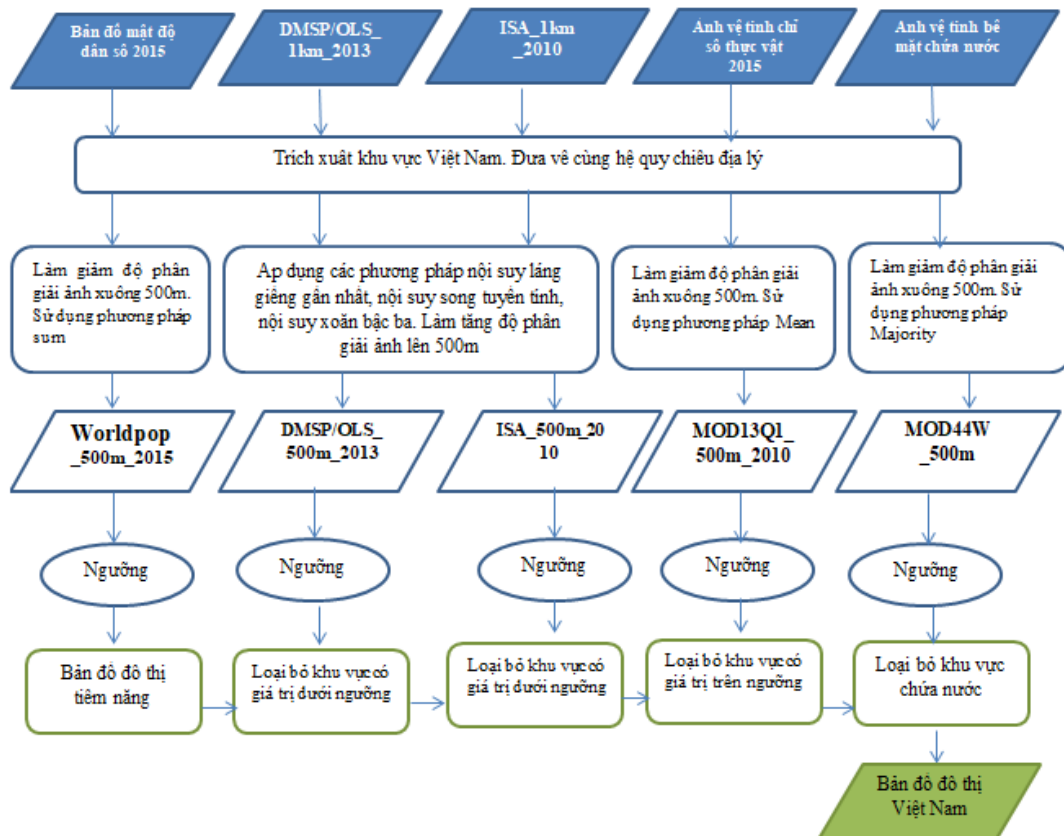 Bản đồ mật độ
dân số 2015
DMSP/OLS_
1km_2013
ISA_1km
_2010
Anh vệ tinh chỉ
số thực vật
2015
Anh vệ tinh bề
mặt chứa nước
Trích xuất khu vực Việt Nam. Đưa về cùng hệ quy chiếu địa lý
Làm giảm độ phân
giải ảnh xuống 500m.
Sử dụng phương pháp
sum
Ap dụng các phương pháp nội suy láng
giềng gần nhất, nội suy song tuyến tính,
nội suy xoắn bậc ba. Làm tăng độ phân
giải ảnh lên 500m
Làm giảm độ phân giải
ảnh xuống 500m. Sử
dụng phương pháp Mean
Làm giảm độ phân giải
ảnh xuống 500m. Sử
dụng phương pháp
Majority
Worldpop
_500m_2015
DMSP/OLS_
500m_2013
ISA_500m_20
10
MOD13Q1_
500m_2010
MOD44W
_500m
Ngưỡng
Ngưỡng
Ngưỡng
Ngưỡng
Ngưỡng
Bản đồ đô thị
tiềm năng
Loại bỏ khu vực có
giá trị dưới ngưỡng
Loại bỏ khu vực có
giá trị dưới ngưỡng
Loại bỏ khu vực có
giá trị trên ngưỡng
Loại bỏ khu vực
chứa nước
Bản đồ đô thị
Việt Nam